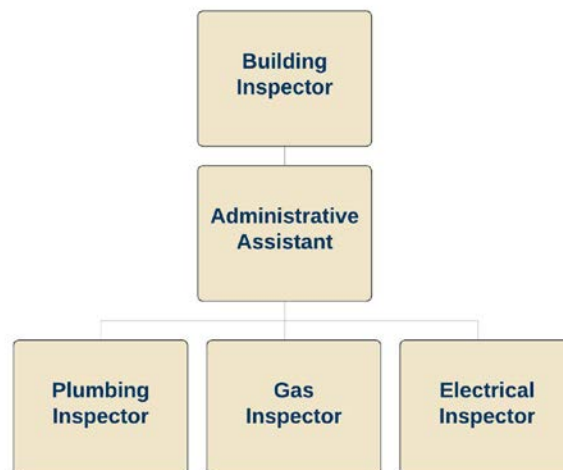 Building
Inspector
Administrative
Assistant
Plumbing
Inspector
Gas
Inspector
Electrical
Inspector